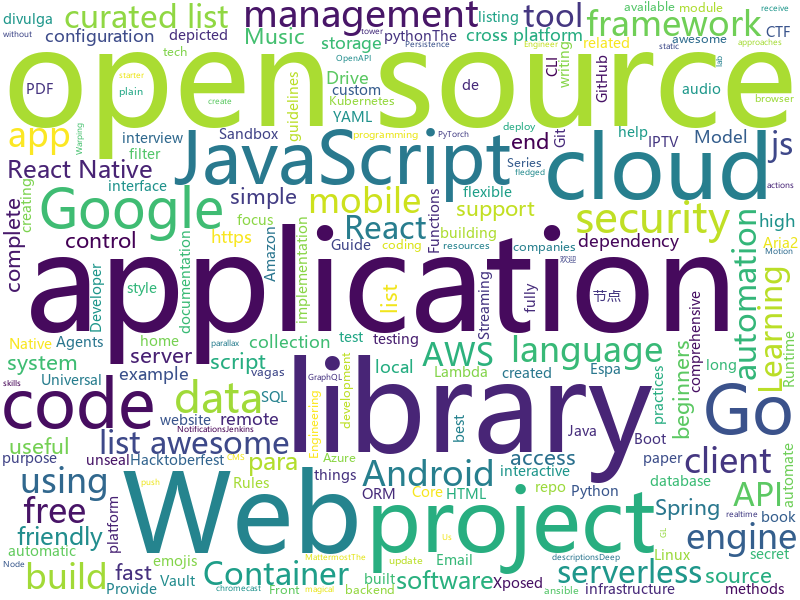 divulga
curated list
management
tool
listing
pythonThe
cross platform
framework
available
module
receive
without
configuration
depicted
Music
storage
tech
tower
Persistence
writing
CLI
related
awesome
Engineer
static
approaches
CTF
open source
PDF
plain
starter
create
Drive
custom
OpenAPI
Kubernetes
YAML
guidelines
de
GitHub
audio
lab
browser
app
Warping
interview
filter
Sandbox
programming
PyTorch
deploy
fledged
end
Git
help
IPTV
Model
js
React Native
JavaScript
cloud
Series
actions
interface
Google
simple
mobile
flexible
support
security
creating
complete
control
focus
https
React
Guide
coding
building
resources
companies
dependency
high
Aria2
documentation
Amazon
implementation
Functions
application
style
Developer
list
Streaming
fully
欢迎
节点
comprehensive
automation
Learning
Runtime
Native
Agents
home
parallax
collection
test
testing
Motion
server
system
script
AWS
language
Universal
example
local
Lambda
created
beginners
practices
long
code
data
library
Go
vagas
website
SQL
GraphQL
skills
NotificationsJenkins
Engineering
development
remote
Espa
best
Java
useful
list awesome
unseal
Hacktoberfest
CMS
Azure
Boot
purpose
para
push
Android
access
interactive
paper
client
automate
using
things
ORM
Core
HTML
Rules
repo
Python
database
API
free
Web
project
Spring
book
friendly
platform
engine
automatic
emojis
MattermostThe
Us
realtime
GL
Linux
secret
build
fast
Container
Email
serverless
source
Provide
Vault
built
software
Xposed
Node
chromecast
Front
magical
backend
update
descriptionsDeep
ansible
infrastructure
methods